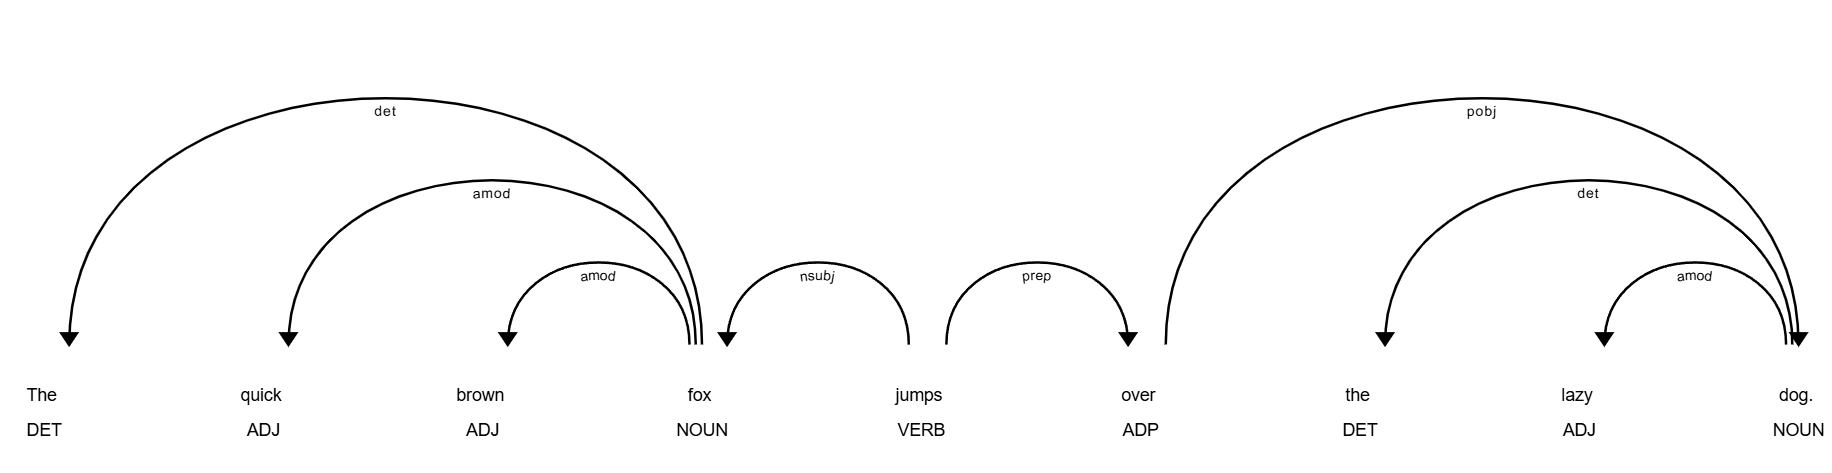 det pobj
amod det
amod nsubj prep amod
The quick brown fox jumps over the lazy dog.
DET ADJ ADJ NOUN VERB ADP DET ADJ NOUN